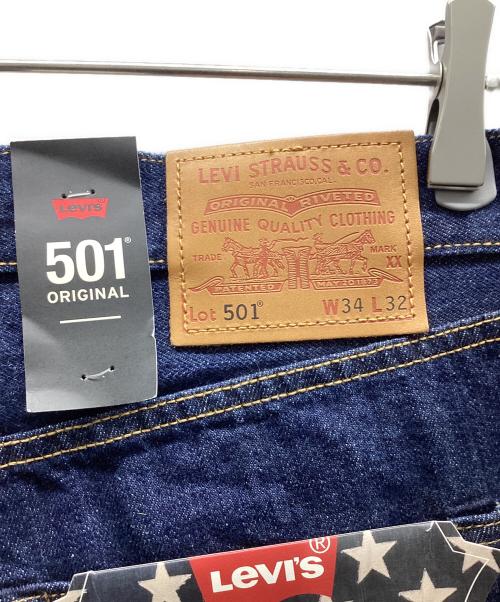 Levi's
501®
ORIGINAL
LEVI STRAUSS & CO.
SAN FRANCISCO, CAL.
ORIGINAL RIVETED
GENUINE QUALITY CLOTHING
TRADE MARK
XX
PATENTED MAY 20 1873
Lot 501® W34 L32
LEVI'S®